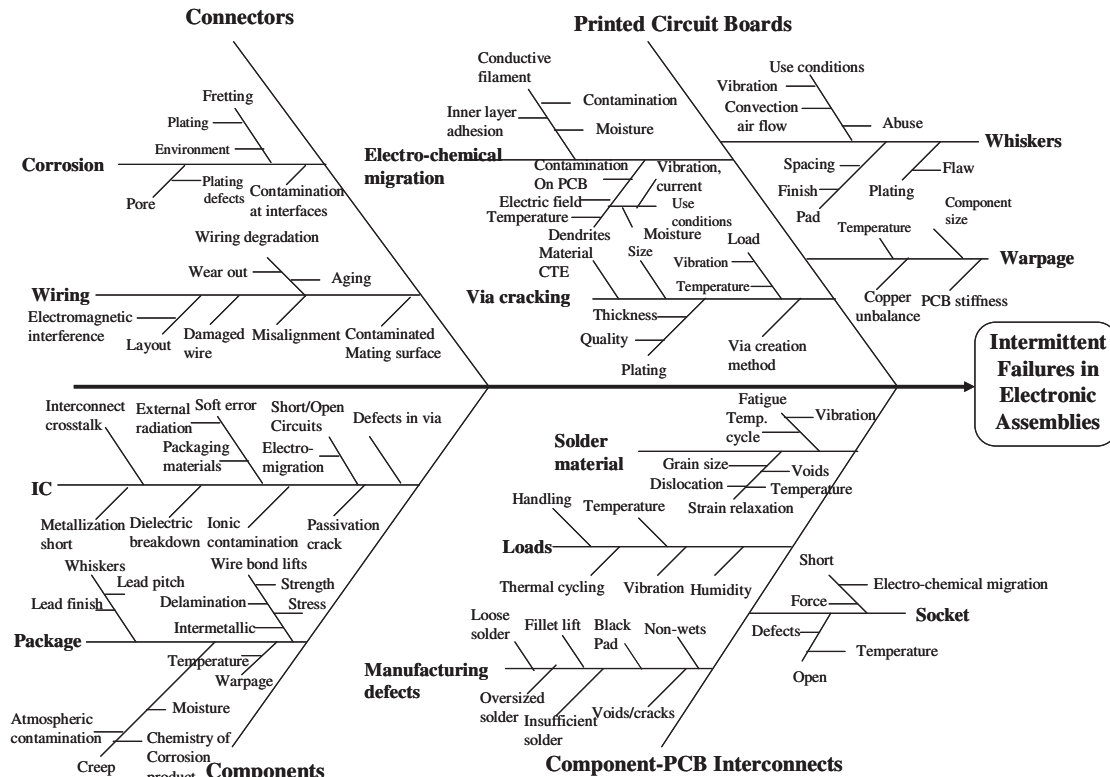 Connectors
Printed Circuit Boards
Fretting
Plating
Environment
Corrosion
Pore
Plating
defects
Contamination
at interfaces
Wiring degradation
Wear out
Aging
Wiring
Electromagnetic
interference
Layout
Damaged
wire
Misalignment
Contaminated
Mating surface
Conductive
filament
Contamination
Inner layer
adhesion
Moisture
Electro-chemical
migration
Contamination
On PCB
Electric field
Temperature
Dendrites
Vibration,
current
Use
conditions
Moisture
Material
CTE
Size
Load
Vibration
Temperature
Via cracking
Thickness
Quality
Plating
Via creation
method
Use conditions
Vibration
Convection
air flow
Abuse
Whiskers
Spacing
Finish
Pad
Flaw
Plating
Component
size
Temperature
Warpage
Copper
unbalance
PCB stiffness
Intermittent
Failures in
Electronic
Assemblies
Interconnect
crosstalk
External
radiation
Soft error
Packaging
materials
Short/Open
Circuits
Electro-
migration
Defects in via
IC
Metallization
short
Dielectric
breakdown
Ionic
contamination
Passivation
crack
Whiskers
Lead pitch
Lead finish
Wire bond lifts
Strength
Delamination
Stress
Intermetallic
Package
Temperature
Warpage
Moisture
Atmospheric
contamination
Creep
Chemistry of
Corrosion
product
Components
Fatigue
Temp.
cycle
Vibration
Solder
material
Grain size
Dislocation
Voids
Temperature
Strain relaxation
Handling
Temperature
Loads
Thermal cycling
Vibration
Humidity
Short
Electro-chemical migration
Force
Socket
Defects
Temperature
Open
Loose
solder
Fillet lift
Black
Pad
Non-wets
Manufacturing
defects
Oversized
solder
Insufficient
solder
Voids/cracks
Component-PCB Interconnects